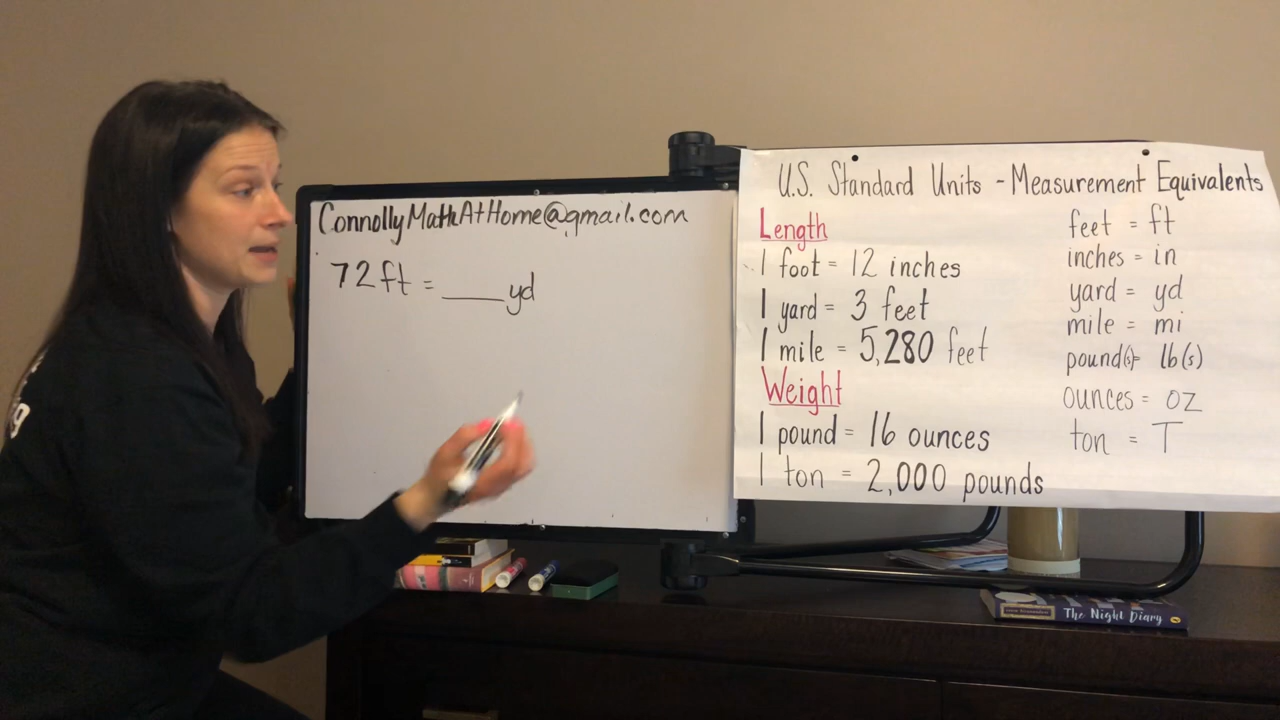 ConnollyMathAtHome@gmail.com
72 ft = ____ yd
U.S. Standard Units - Measurement Equivalents
Length
1 foot = 12 inches
1 yard = 3 feet
1 mile = 5,280 feet
Weight
1 pound = 16 ounces
1 ton = 2,000 pounds
feet = ft
inches = in
yard = yd
mile = mi
pound(s)= lb(s)
ounces = oz
ton = T
The Night Diary